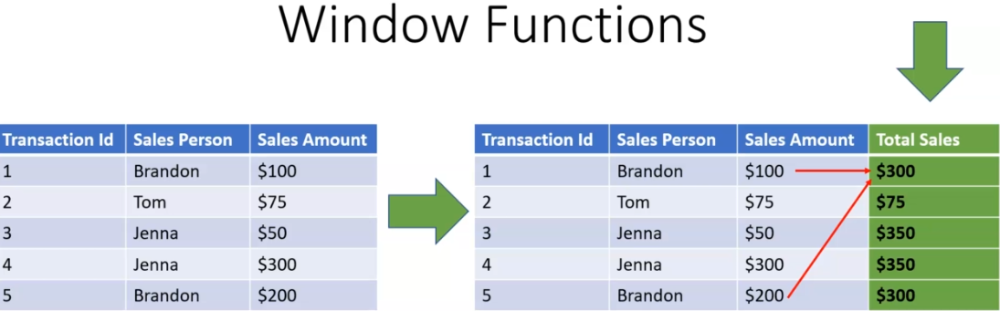 Window Functions
Transaction Id Sales Person Sales Amount
1 Brandon $100
2 Tom $75
3 Jenna $50
4 Jenna $300
5 Brandon $200
Transaction Id Sales Person Sales Amount Total Sales
1 Brandon $100 $300
2 Tom $75 $75
3 Jenna $50 $350
4 Jenna $300 $350
5 Brandon $200 $300